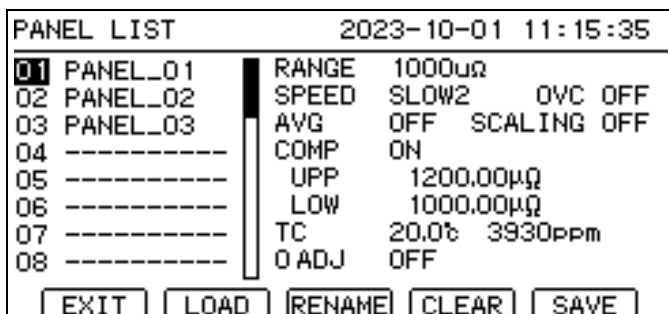 PANEL LIST 2023-10-01 11:15:35
01 PANEL_01
02 PANEL_02
03 PANEL_03
04 ----------
05 ----------
06 ----------
07 ----------
08 ----------
RANGE 1000uΩ
SPEED SLOW2 OVC OFF
AVG OFF SCALING OFF
COMP ON
UPP 1200.00μΩ
LOW 1000.00μΩ
TC 20.0℃ 3930ppm
0 ADJ OFF
EXIT LOAD RENAME CLEAR SAVE